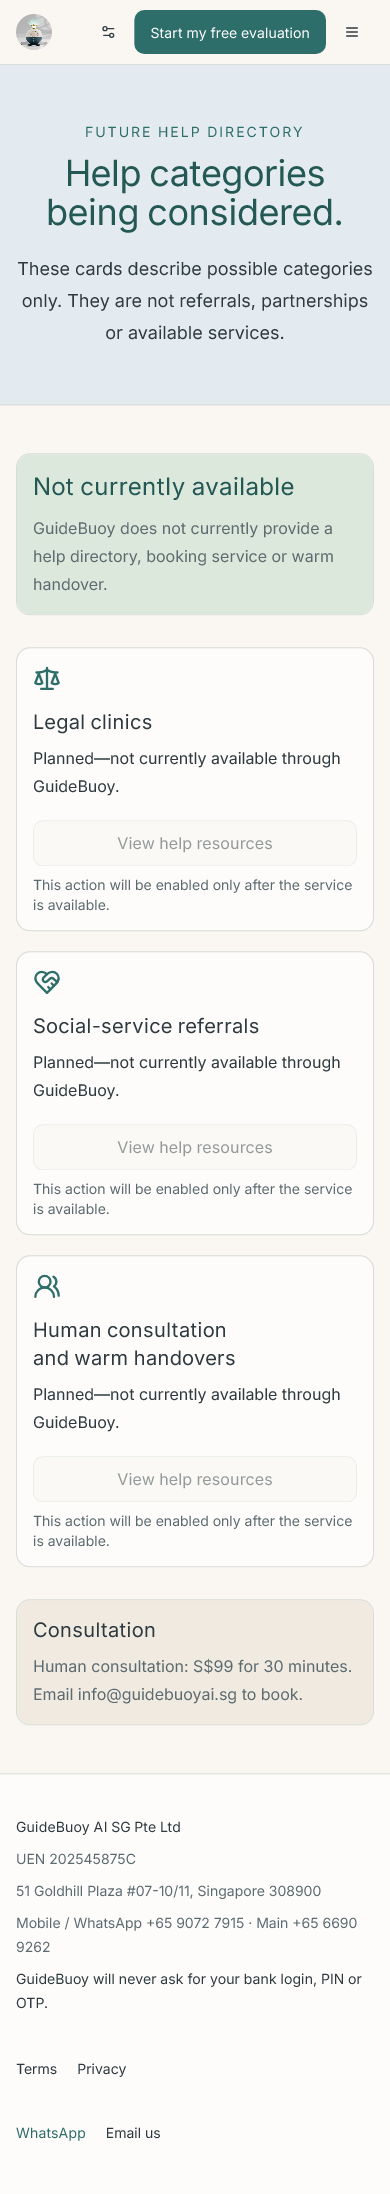 Start my free evaluation
FUTURE HELP DIRECTORY
Help categories
being considered.
These cards describe possible categories
only. They are not referrals, partnerships
or available services.
Not currently available
GuideBuoy does not currently provide a
help directory, booking service or warm
handover.
Legal clinics
Planned—not currently available through
GuideBuoy.
View help resources
This action will be enabled only after the service
is available.
Social-service referrals
Planned—not currently available through
GuideBuoy.
View help resources
This action will be enabled only after the service
is available.
Human consultation
and warm handovers
Planned—not currently available through
GuideBuoy.
View help resources
This action will be enabled only after the service
is available.
Consultation
Human consultation: S$99 for 30 minutes.
Email info@guidebuoyai.sg to book.
GuideBuoy AI SG Pte Ltd
UEN 202545875C
51 Goldhill Plaza #07-10/11, Singapore 308900
Mobile / WhatsApp +65 9072 7915 · Main +65 6690
9262
GuideBuoy will never ask for your bank login, PIN or
OTP.
Terms Privacy
WhatsApp Email us